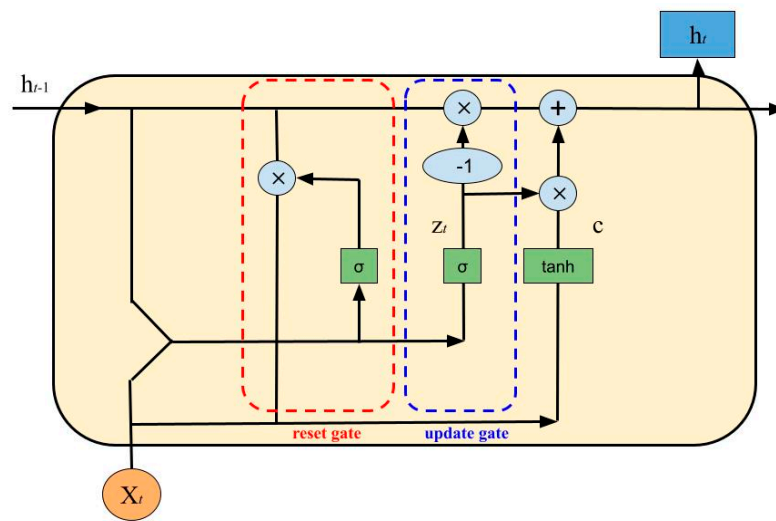 hₜ
hₜ₋₁
×
+
-1
×
×
zₜ
c
σ
σ
tanh
reset gate
update gate
Xₜ